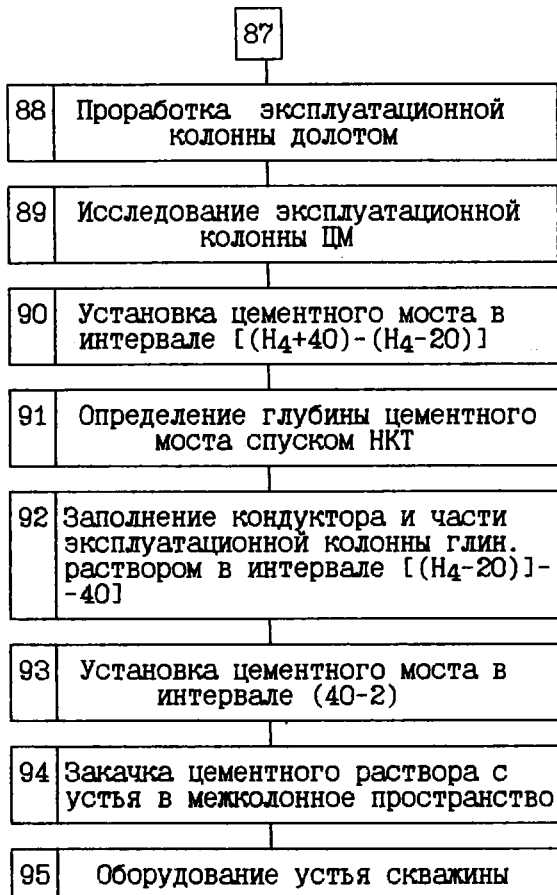 87
88 Проработка эксплуатационной
колонны долотом
89 Исследование эксплуатационной
колонны ЦМ
90 Установка цементного моста в
интервале [(H4+40)-(H4-20)]
91 Определение глубины цементного
моста спуском НКТ
92 Заполнение кондуктора и части
эксплуатационной колонны глин.
раствором в интервале [(H4-20)]-
-40]
93 Установка цементного моста в
интервале (40-2)
94 Закачка цементного раствора с
устья в межколонное пространство
95 Оборудование устья скважины